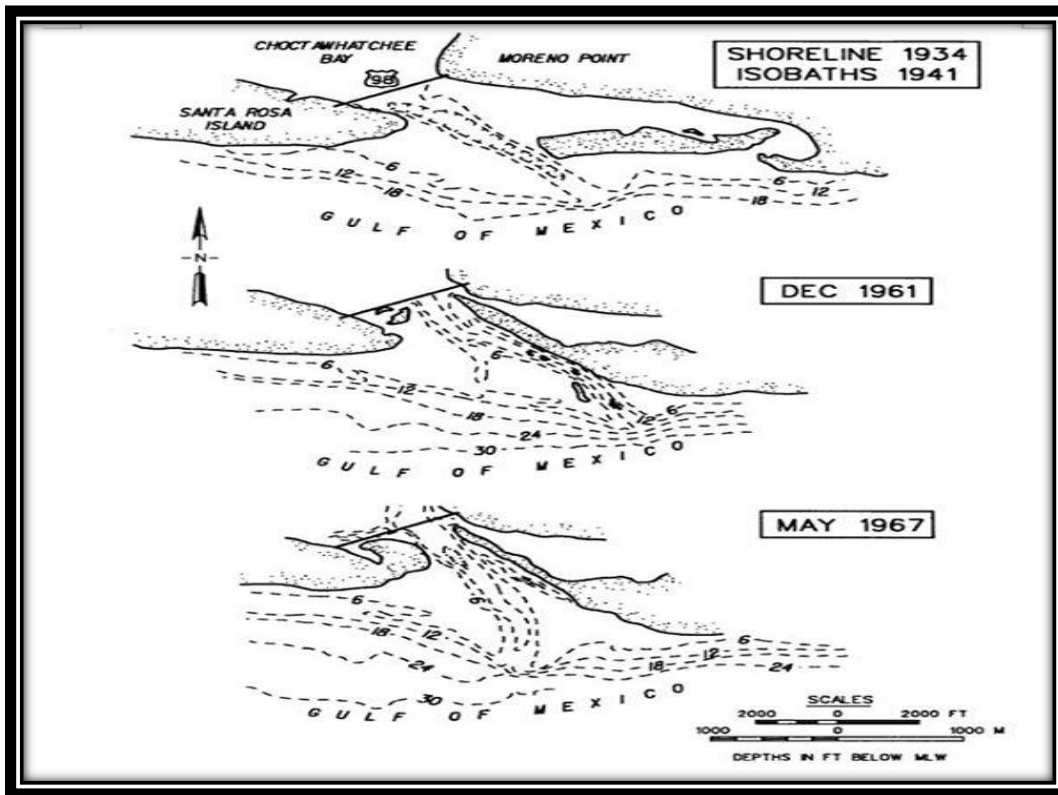 CHOCTAWHATCHEE
BAY
MORENO POINT
98
SANTA ROSA
ISLAND
SHORELINE 1934
ISOBATHS 1941
6
12
18
6
12
18
GULF OF MEXICO
-N-
DEC 1961
6
6
12
18
24
30
6
12
GULF OF MEXICO
MAY 1967
6
6
12
18
24
30
6
12
18
24
GULF OF MEXICO
SCALES
2000 0 2000 FT
1000 0 1000 M
DEPTHS IN FT BELOW MLW